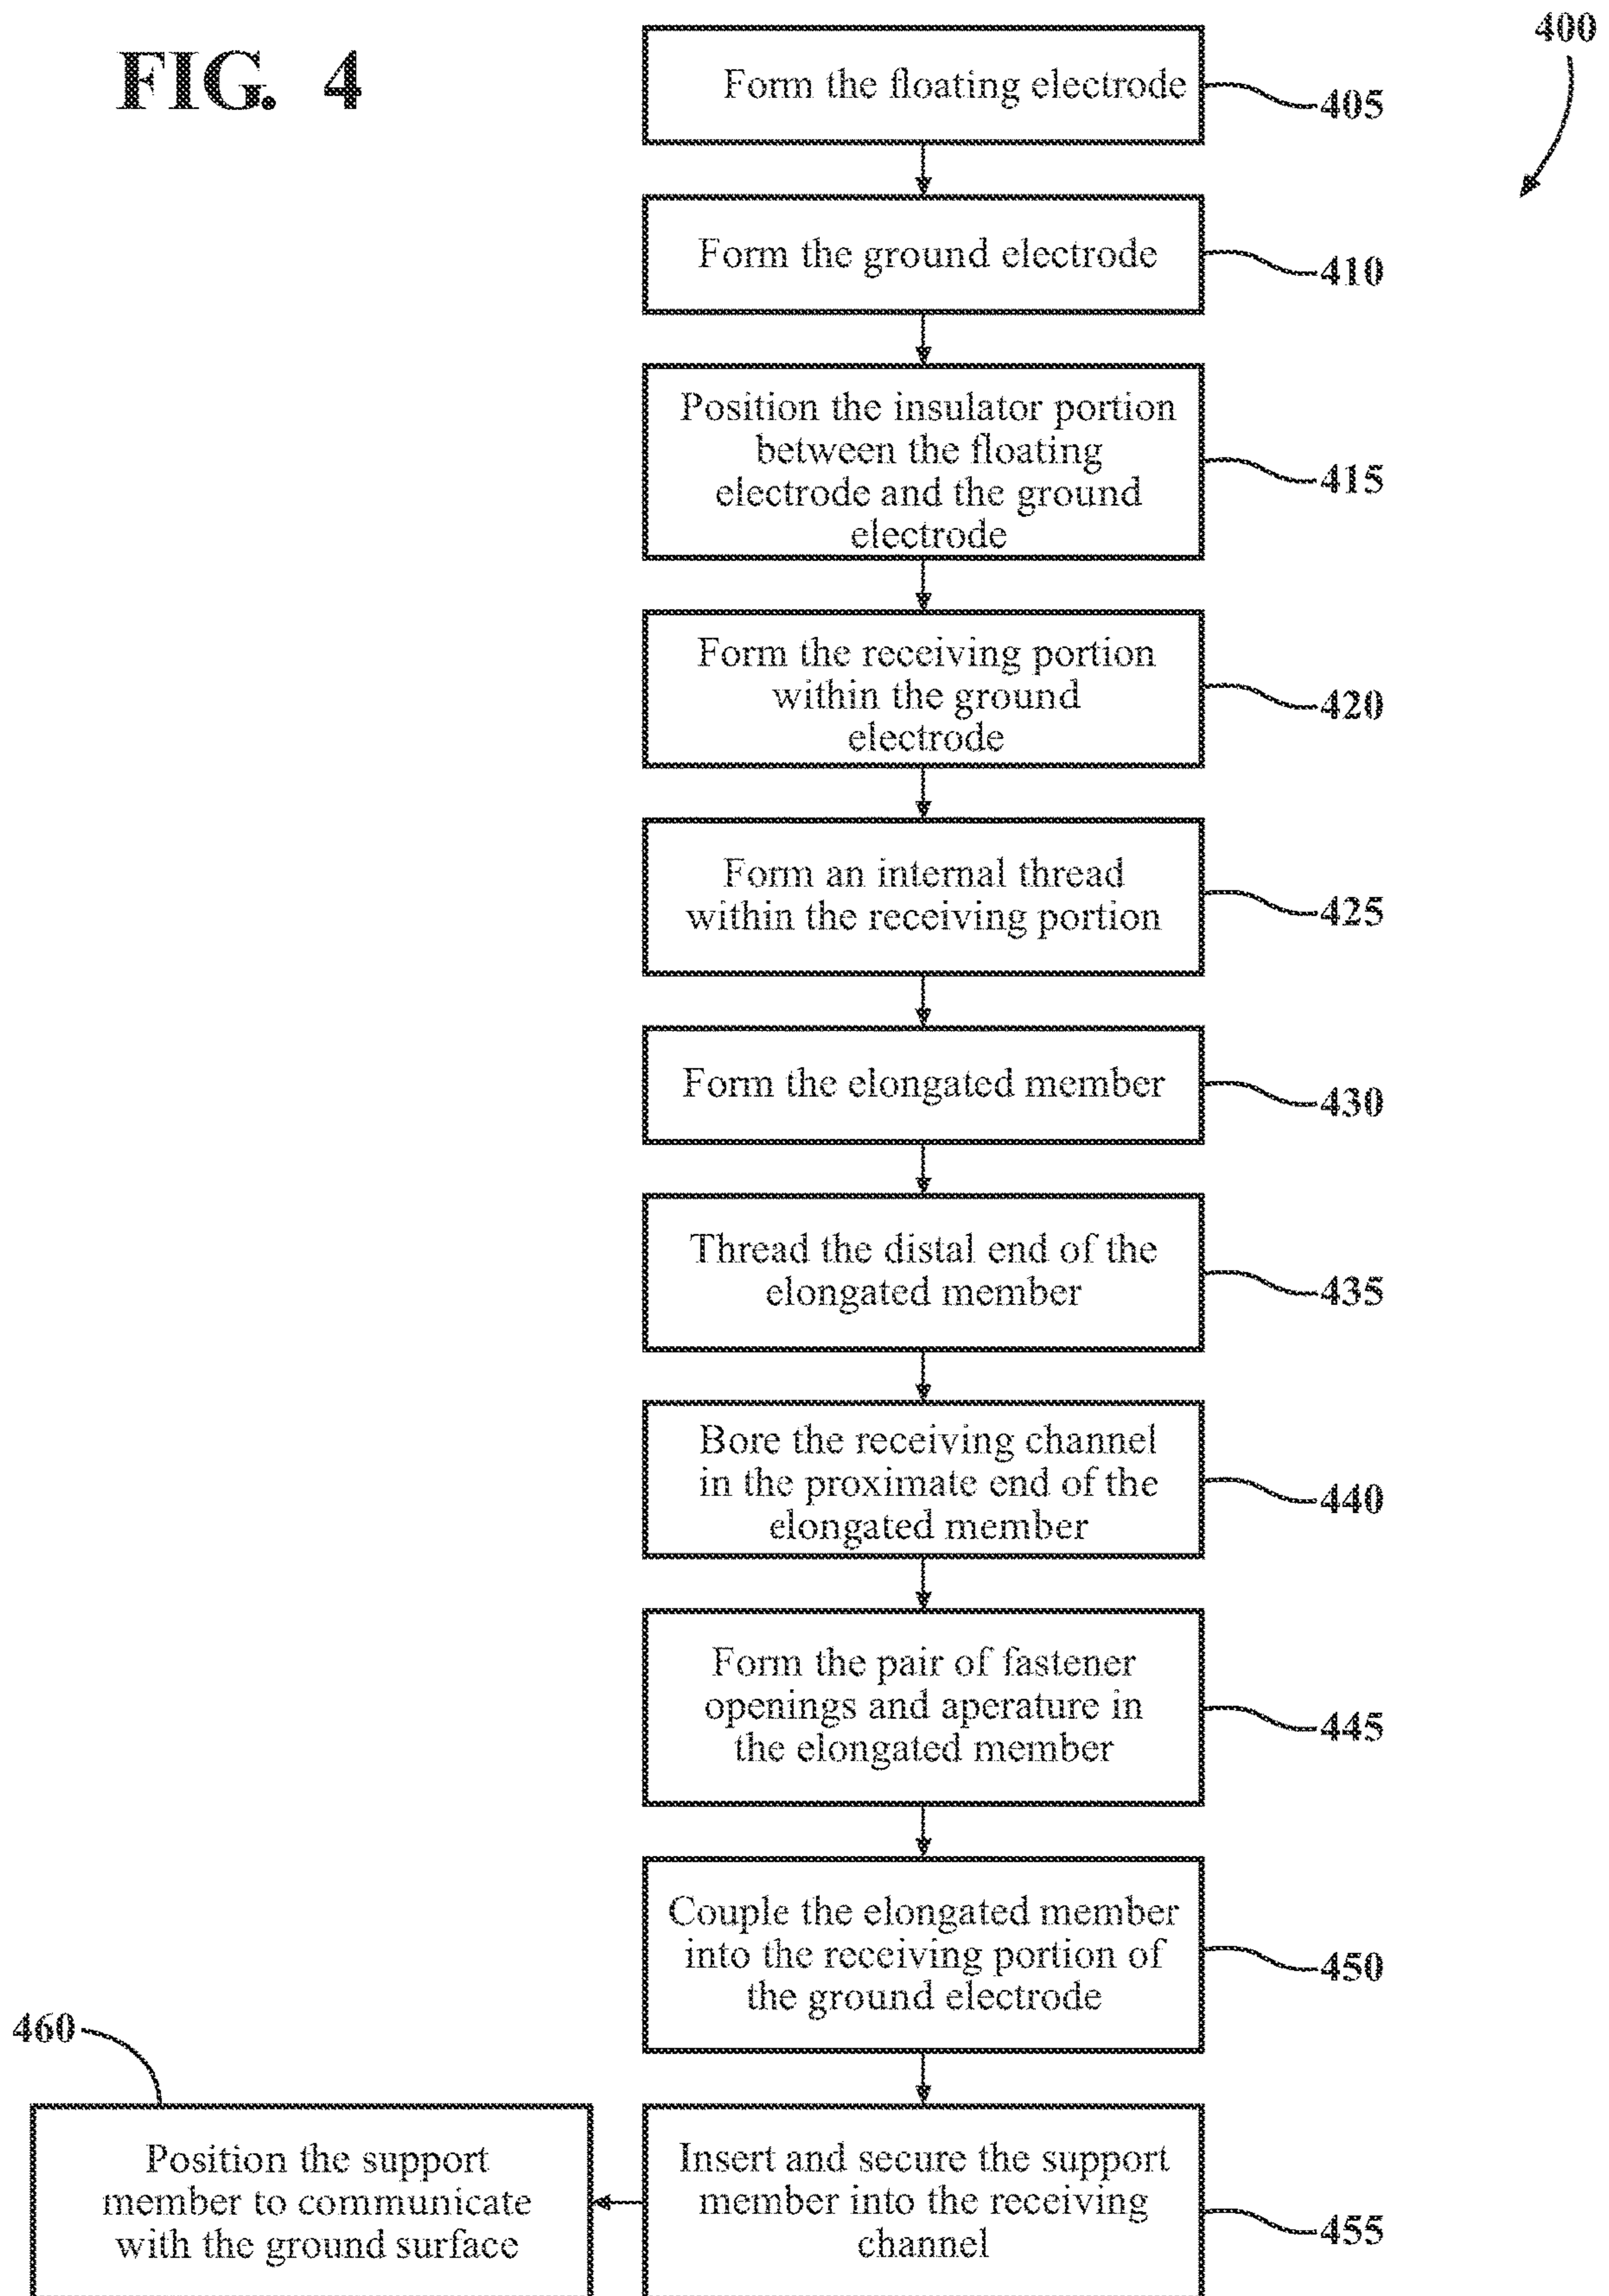 FIG. 4
400
Form the floating electrode
405
Form the ground electrode
410
Position the insulator portion
between the floating
electrode and the ground
electrode
415
Form the receiving portion
within the ground
electrode
420
Form an internal thread
within the receiving portion
425
Form the elongated member
430
Thread the distal end of the
elongated member
435
Bore the receiving channel
in the proximate end of the
elongated member
440
Form the pair of fastener
openings and aperature in
the elongated member
445
Couple the elongated member
into the receiving portion of
the ground electrode
450
Insert and secure the support
member into the receiving
channel
455
460
Position the support
member to communicate
with the ground surface